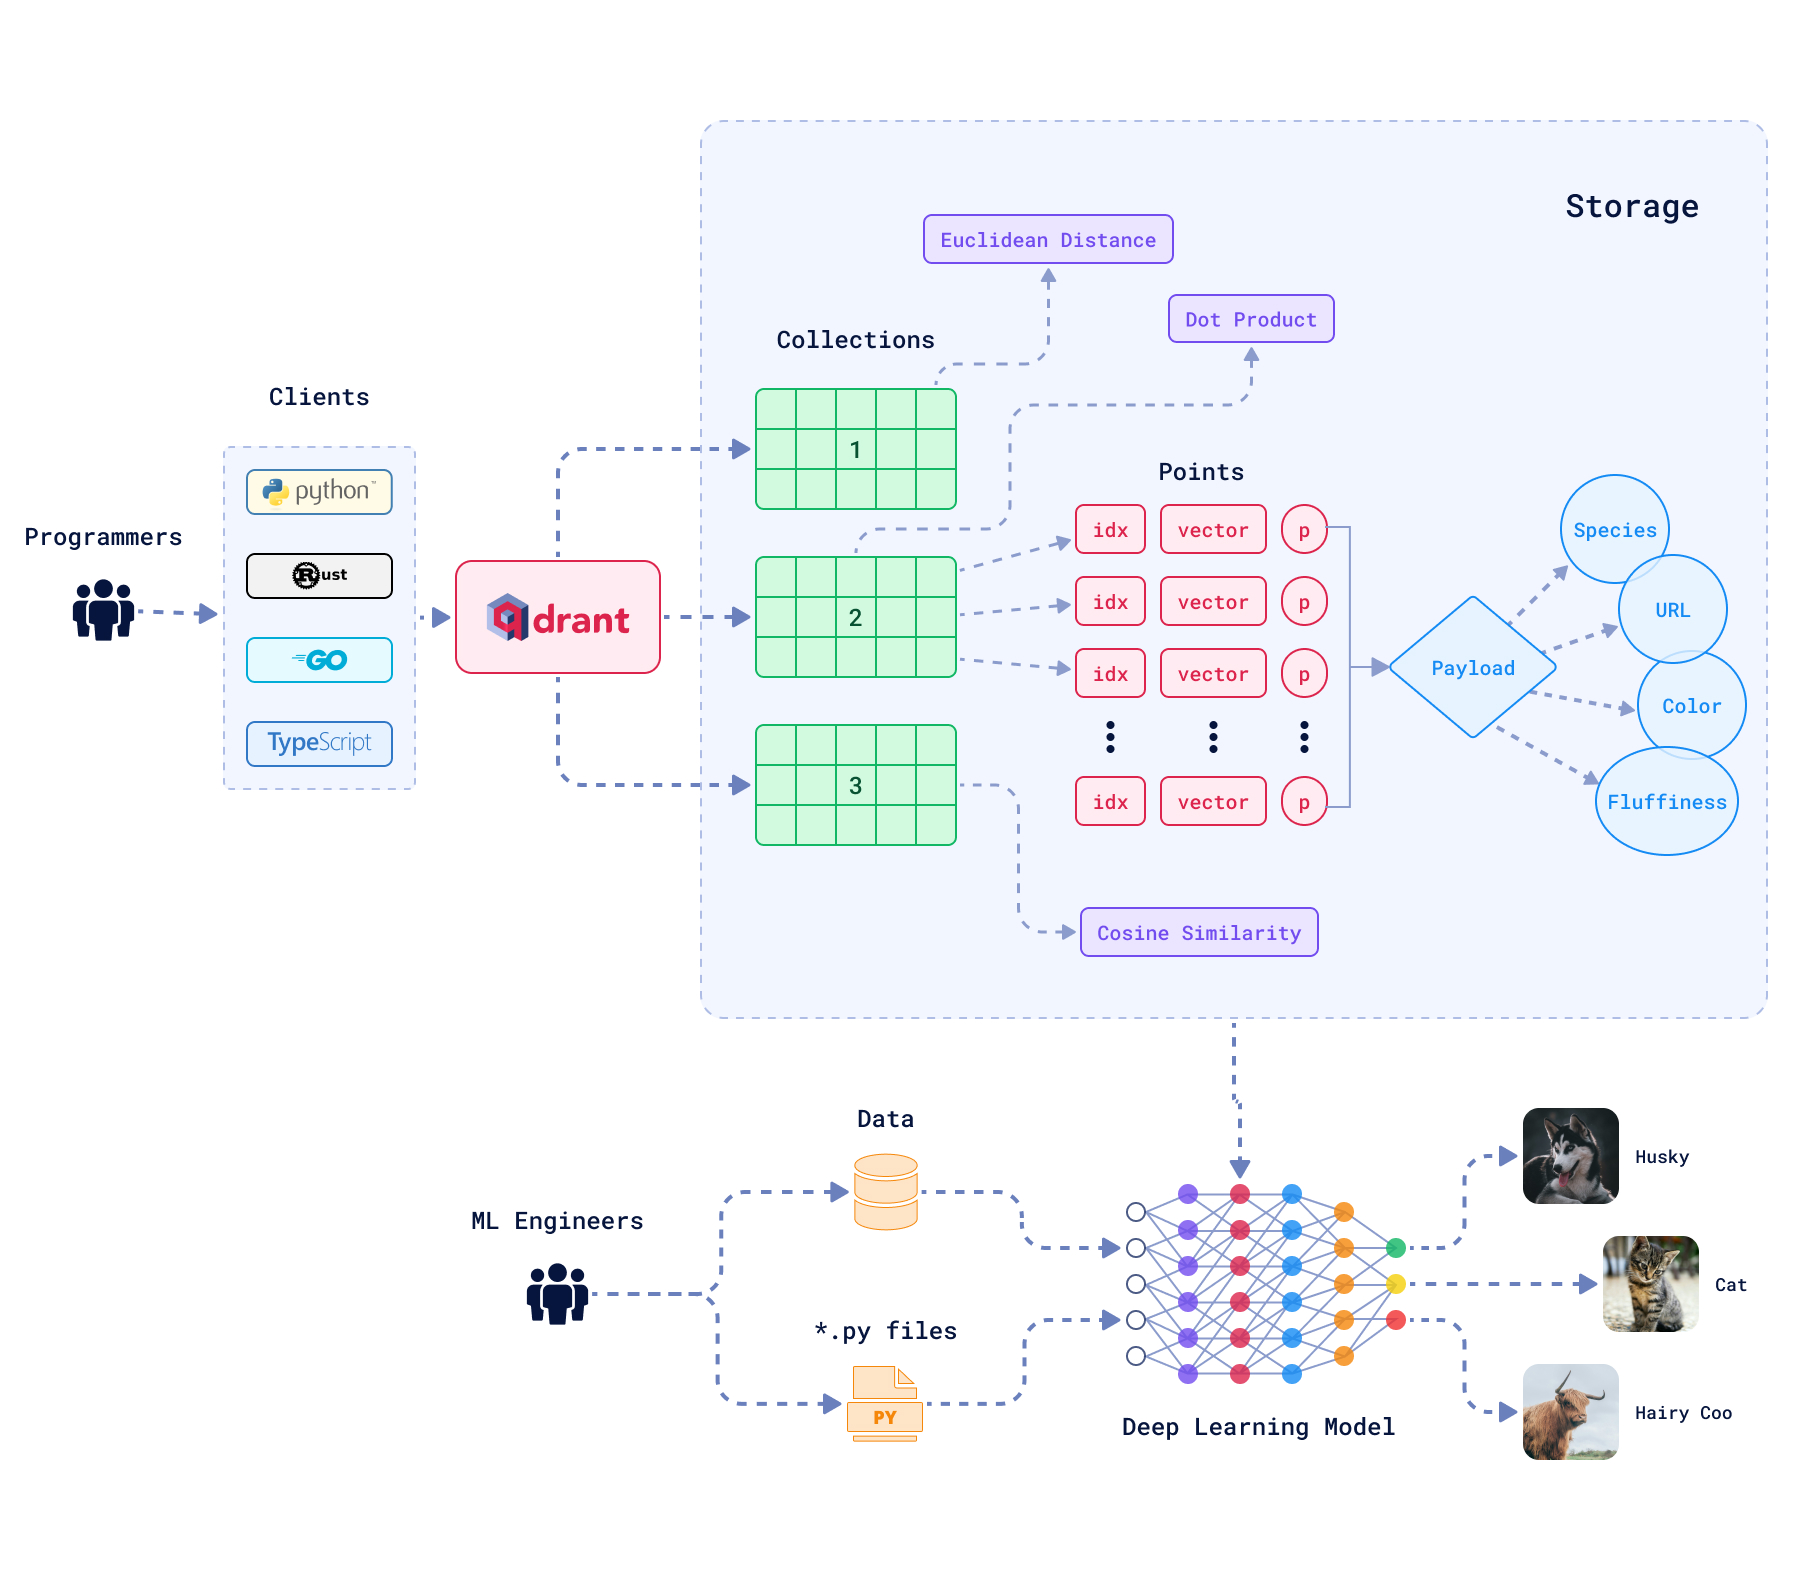 Storage
Euclidean Distance
Dot Product
Collections
Clients
1
Points
python™
idx vector p
Species
Programmers
Rust
idx vector p
URL
qdrant
2
GO
idx vector p
Payload
Color
TypeScript
3
idx vector p
Fluffiness
Cosine Similarity
Data
Husky
ML Engineers
Cat
*.py files
PY
Deep Learning Model
Hairy Coo